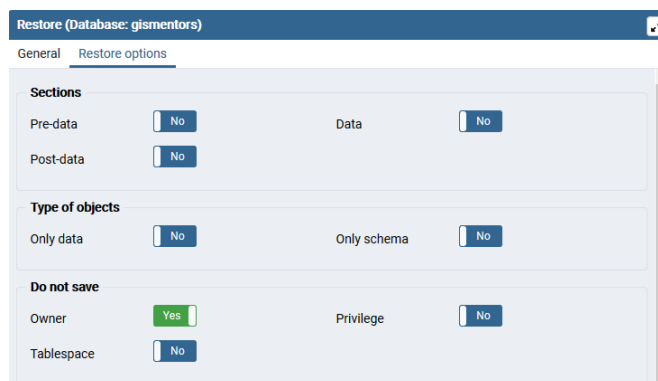 Restore (Database: gismentors)
General Restore options
Sections
Pre-data No Data No
Post-data No
Type of objects
Only data No Only schema No
Do not save
Owner Yes Privilege No
Tablespace No